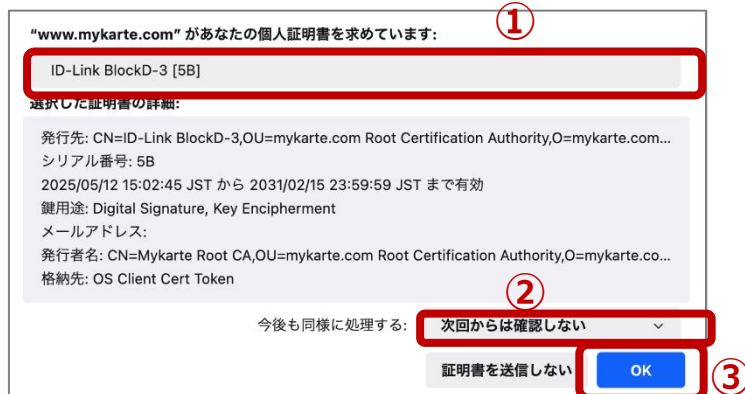 ①
“www.mykarte.com” があなたの個人証明書を求めています:
ID-Link BlockD-3 [5B]
選択した証明書の詳細:
発行先: CN=ID-Link BlockD-3,OU=mykarte.com Root Certification Authority,O=mykarte.com...
シリアル番号: 5B
2025/05/12 15:02:45 JST から 2031/02/15 23:59:59 JST まで有効
鍵用途: Digital Signature, Key Encipherment
メールアドレス:
発行者名: CN=Mykarte Root CA,OU=mykarte.com Root Certification Authority,O=mykarte.co...
格納先: OS Client Cert Token
②
今後も同様に処理する: 次回からは確認しない
証明書を送信しない OK
③